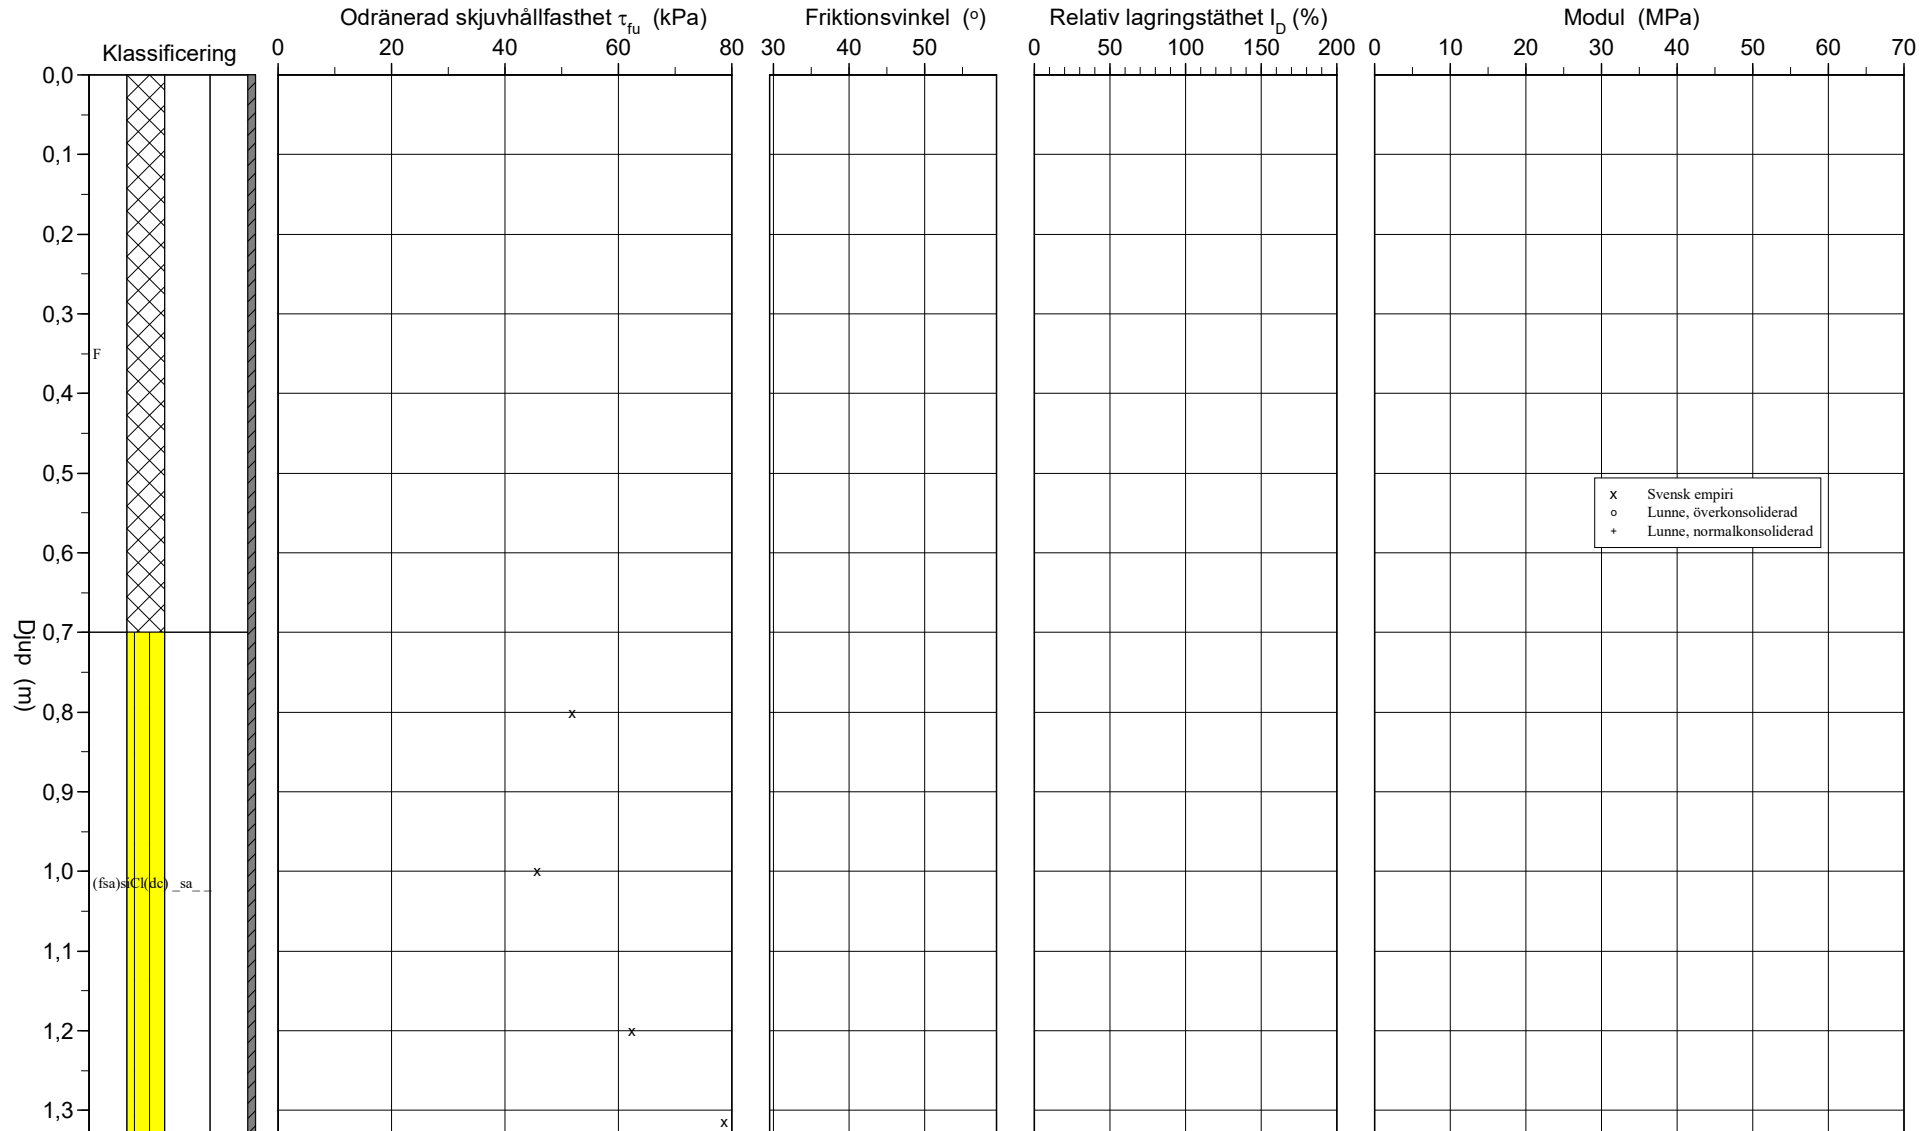 Odränerad skjuvhållfasthet τfu (kPa)
Friktionsvinkel (o)
Relativ lagringstäthet ID (%)
Modul (MPa)
Klassificering
0 20 40 60 80
30 40 50
0 50 100 150 200
0 10 20 30 40 50 60 70
0,0
0,1
0,2
0,3
F
0,4
0,5
x Svensk empiri
o Lunne, överkonsoliderad
+ Lunne, normalkonsoliderad
0,6
Djup (m)
0,7
0,8
x
0,9
1,0
x
(fsa)siCl(dc) _sa_ _
1,1
1,2
x
1,3
x